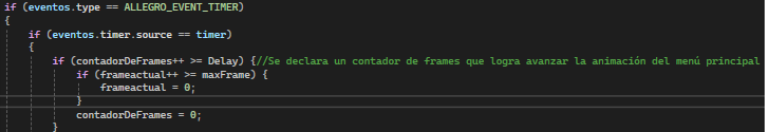 if (eventos.type == ALLEGRO_EVENT_TIMER)
{
if (eventos.timer.source == timer)
{
if (contadorDeFrames++ >= Delay) {//Se declara un contador de frames que logra avanzar la animación del menú principal
if (frameactual++ >= maxFrame) {
frameactual = 0;
}
contadorDeFrames = 0;
}